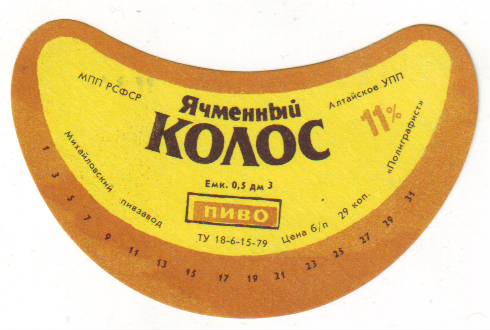 МПП РСФСР
Алтайское УПП
Ячменный
КОЛОС
11%
Михайловский пивзавод
«Полиграфист»
Емк. 0,5 дм 3
ПИВО
ТУ 18-6-15-79
Цена б/п 29 коп.
1 3 5 7 9 11 13 15 17 19 21 23 25 27 29 31